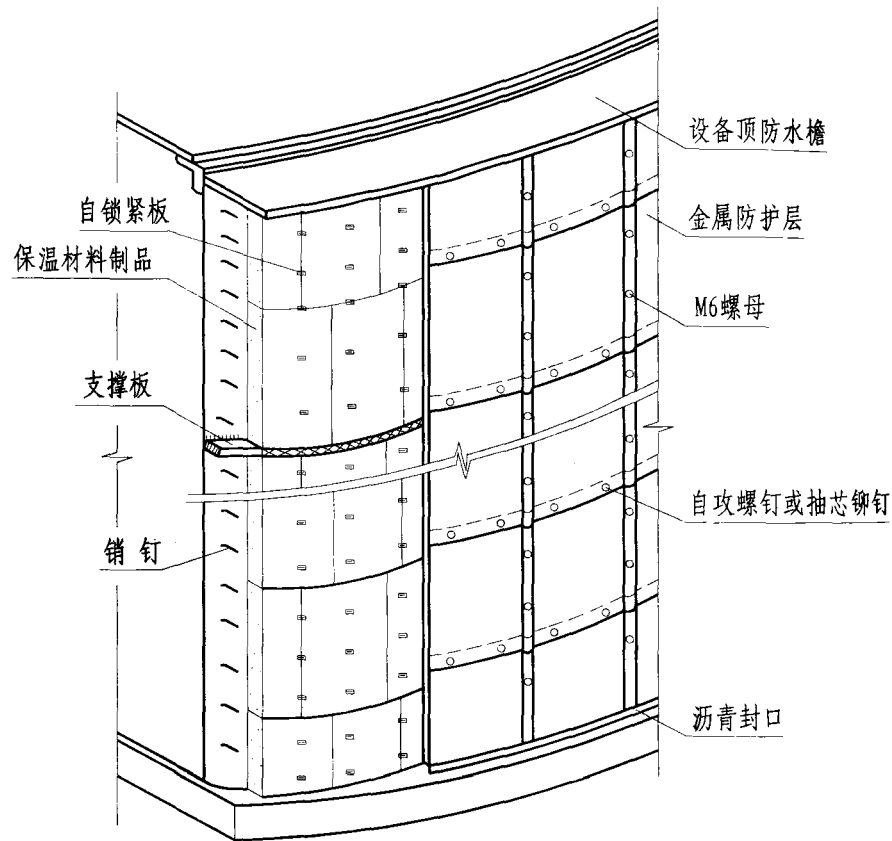 设备顶防水檐
自锁紧板
金属防护层
保温材料制品
M6螺母
支撑板
自攻螺钉或抽芯铆钉
销钉
沥青封口